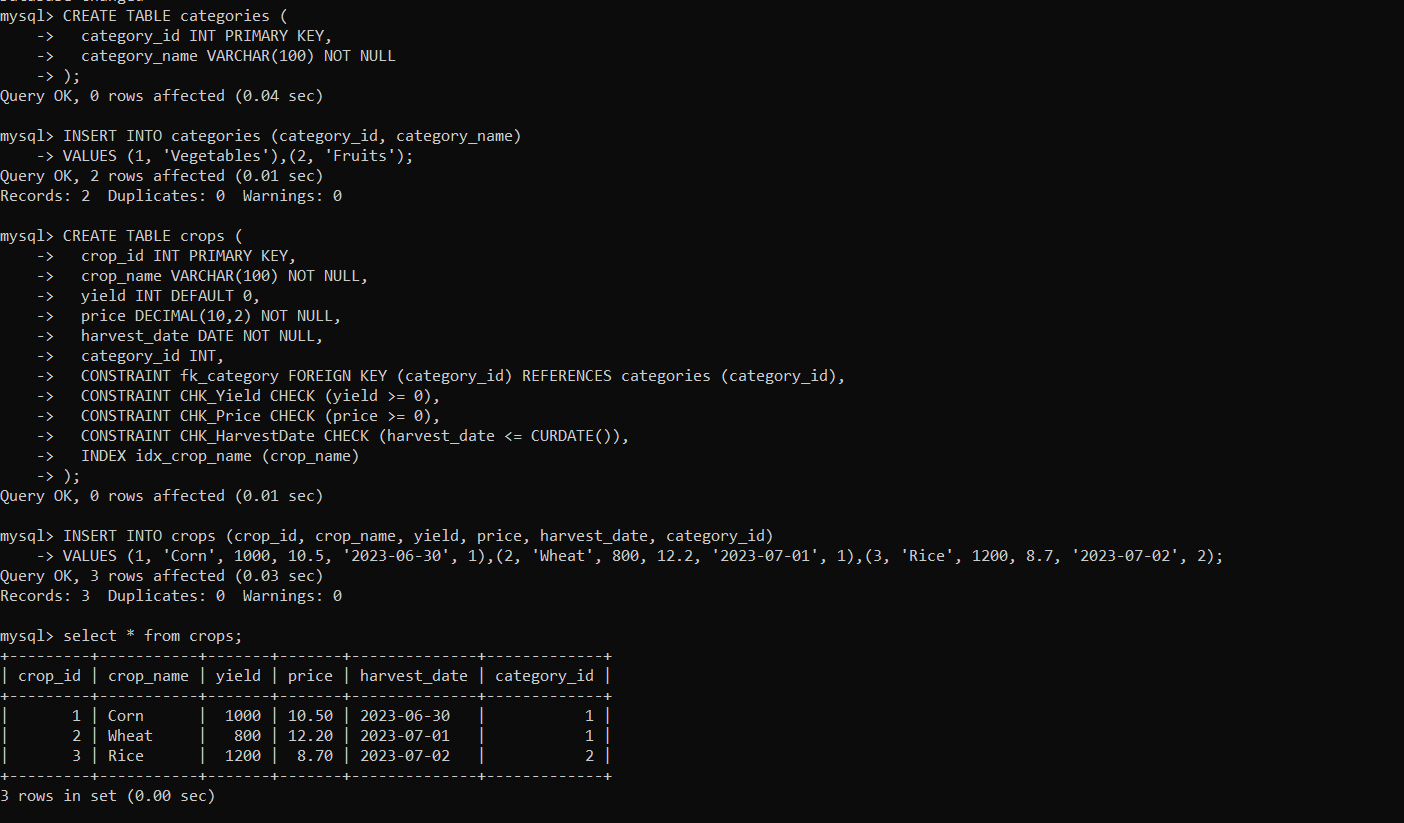 Database changed
mysql> CREATE TABLE categories (
    ->   category_id INT PRIMARY KEY,
    ->   category_name VARCHAR(100) NOT NULL
    -> );
Query OK, 0 rows affected (0.04 sec)

mysql> INSERT INTO categories (category_id, category_name)
    -> VALUES (1, 'Vegetables'),(2, 'Fruits');
Query OK, 2 rows affected (0.01 sec)
Records: 2  Duplicates: 0  Warnings: 0

mysql> CREATE TABLE crops (
    ->   crop_id INT PRIMARY KEY,
    ->   crop_name VARCHAR(100) NOT NULL,
    ->   yield INT DEFAULT 0,
    ->   price DECIMAL(10,2) NOT NULL,
    ->   harvest_date DATE NOT NULL,
    ->   category_id INT,
    ->   CONSTRAINT fk_category FOREIGN KEY (category_id) REFERENCES categories (category_id),
    ->   CONSTRAINT CHK_Yield CHECK (yield >= 0),
    ->   CONSTRAINT CHK_Price CHECK (price >= 0),
    ->   CONSTRAINT CHK_HarvestDate CHECK (harvest_date <= CURDATE()),
    ->   INDEX idx_crop_name (crop_name)
    -> );
Query OK, 0 rows affected (0.01 sec)

mysql> INSERT INTO crops (crop_id, crop_name, yield, price, harvest_date, category_id)
    -> VALUES (1, 'Corn', 1000, 10.5, '2023-06-30', 1),(2, 'Wheat', 800, 12.2, '2023-07-01', 1),(3, 'Rice', 1200, 8.7, '2023-07-02', 2);
Query OK, 3 rows affected (0.03 sec)
Records: 3  Duplicates: 0  Warnings: 0

mysql> select * from crops;
+---------+-----------+-------+-------+--------------+-------------+
| crop_id | crop_name | yield | price | harvest_date | category_id |
+---------+-----------+-------+-------+--------------+-------------+
|       1 | Corn      |  1000 | 10.50 | 2023-06-30   |           1 |
|       2 | Wheat     |   800 | 12.20 | 2023-07-01   |           1 |
|       3 | Rice      |  1200 |  8.70 | 2023-07-02   |           2 |
+---------+-----------+-------+-------+--------------+-------------+
3 rows in set (0.00 sec)